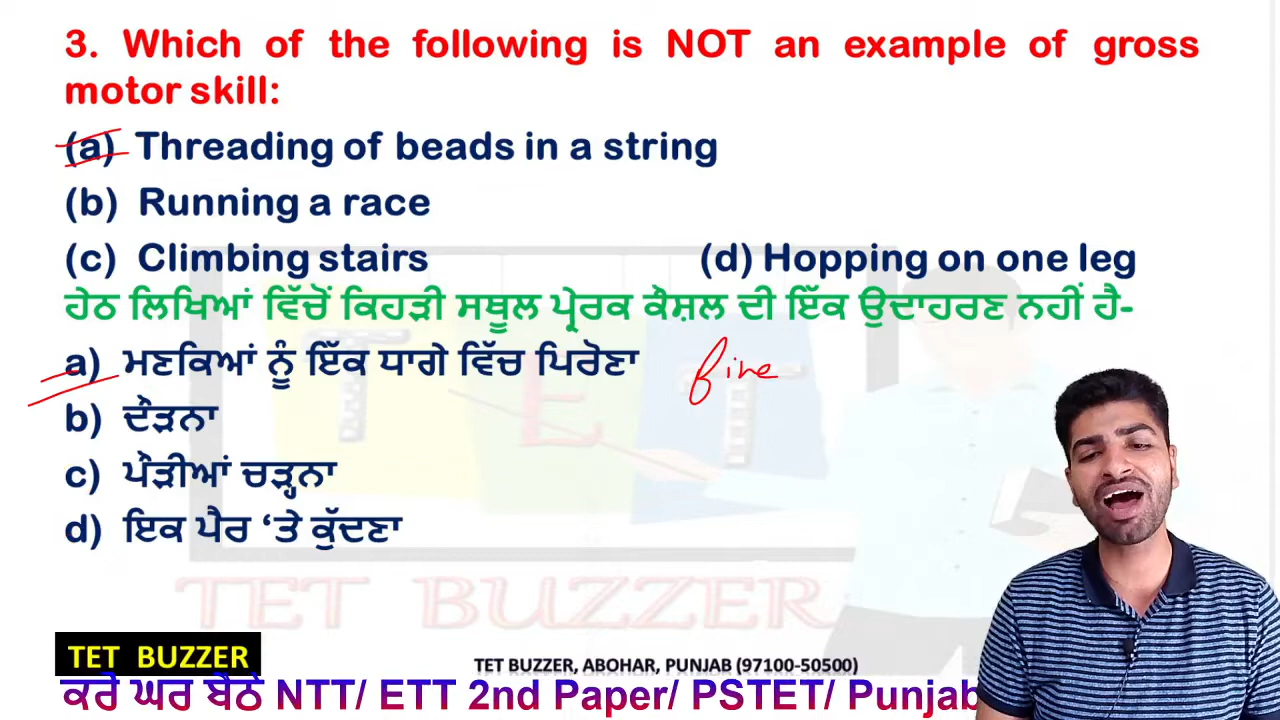 3. Which of the following is NOT an example of gross
motor skill:
(a) Threading of beads in a string
(b) Running a race
(c) Climbing stairs (d) Hopping on one leg
ਹੇਠ ਲਿਖਿਆਂ ਵਿੱਚੋਂ ਕਿਹੜੀ ਸਥੂਲ ਪ੍ਰੇਰਕ ਕੌਸ਼ਲ ਦੀ ਇੱਕ ਉਦਾਹਰਣ ਨਹੀਂ ਹੈ-
a) ਮਣਕਿਆਂ ਨੂੰ ਇੱਕ ਧਾਗੇ ਵਿੱਚ ਪਿਰੋਣਾ fine
b) ਦੌੜਨਾ
c) ਪੌੜੀਆਂ ਚੜ੍ਹਨਾ
d) ਇਕ ਪੈਰ ‘ਤੇ ਕੁੱਦਣਾ
T E T
TET BUZZER
TET BUZZER
TET BUZZER, ABOHAR, PUNJAB (97100-50500)
ਕਰੋ ਘਰ ਬੈਠੇ NTT/ ETT 2nd Paper/ PSTET/ Punjab